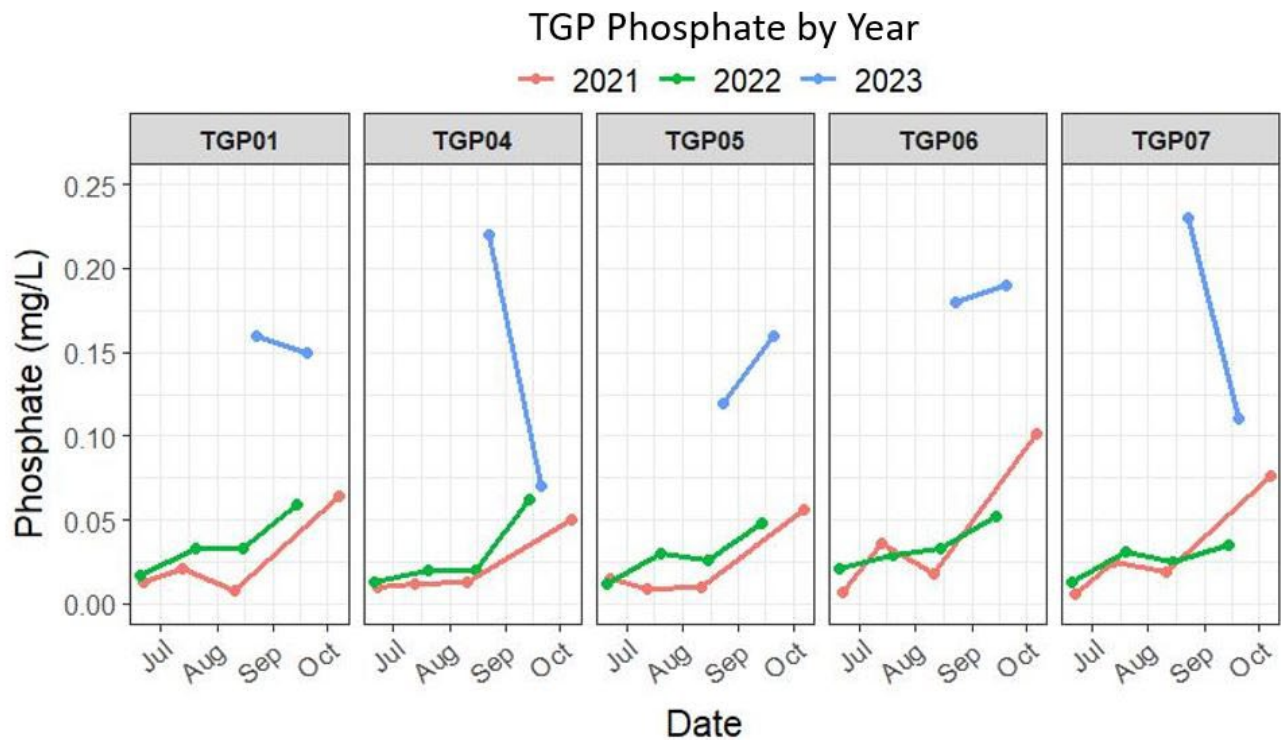 TGP Phosphate by Year
2021 2022 2023
TGP01 TGP04 TGP05 TGP06 TGP07
Phosphate (mg/L)
0.25
0.20
0.15
0.10
0.05
0.00
Jul Aug Sep Oct Jul Aug Sep Oct Jul Aug Sep Oct Jul Aug Sep Oct Jul Aug Sep Oct
Date